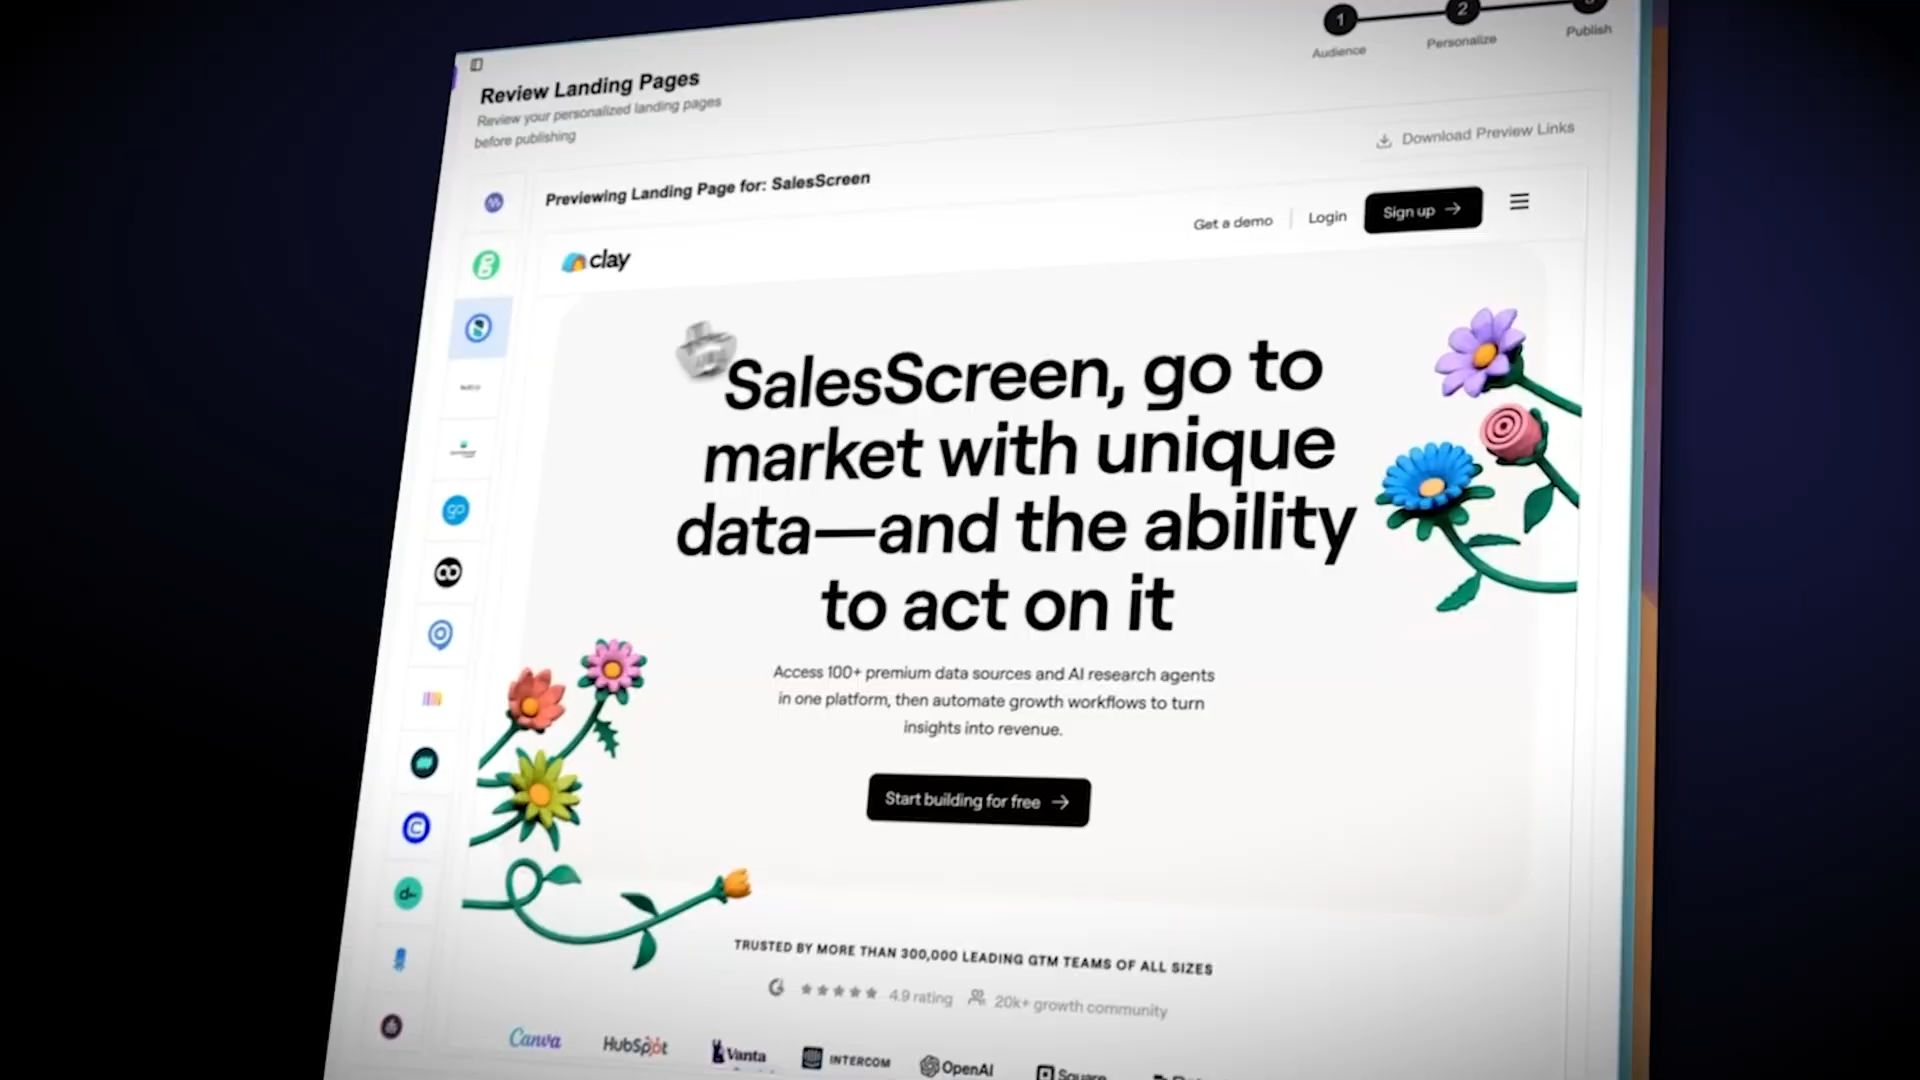 1
2
Audience
Personalize
Publish
Review Landing Pages
Review your personalized landing pages
before publishing
Download Preview Links
Previewing Landing Page for: SalesScreen
Get a demo
Login
Sign up
clay
SalesScreen, go to
market with unique
data—and the ability
to act on it
go
Access 100+ premium data sources and AI research agents
in one platform, then automate growth workflows to turn
insights into revenue.
Start building for free
TRUSTED BY MORE THAN 300,000 LEADING GTM TEAMS OF ALL SIZES
4.9 rating
20k+ growth community
Canva
HubSpot
Vanta
INTERCOM
OpenAI
Square